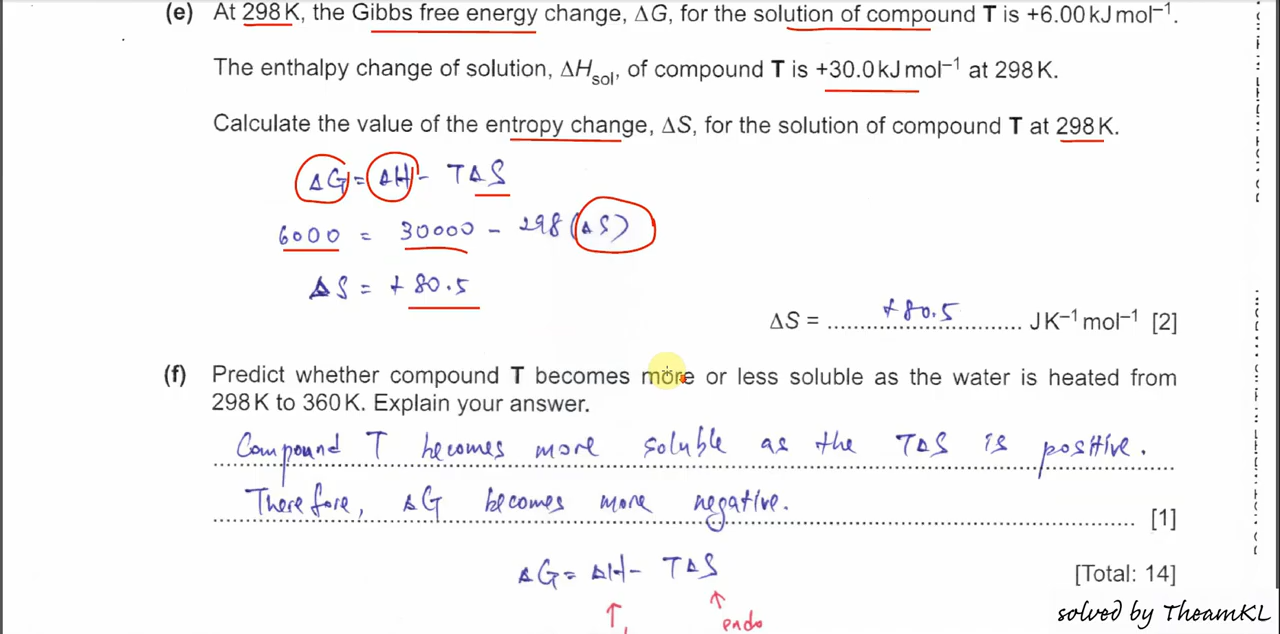 (e) At 298 K, the Gibbs free energy change, ΔG, for the solution of compound T is +6.00 kJ mol⁻¹.
The enthalpy change of solution, ΔHsol, of compound T is +30.0 kJ mol⁻¹ at 298 K.
Calculate the value of the entropy change, ΔS, for the solution of compound T at 298 K.
ΔG = ΔH - TΔS
6000 = 30000 - 298 (ΔS)
ΔS = +80.5
ΔS = +80.5 JK⁻¹ mol⁻¹ [2]
(f) Predict whether compound T becomes more or less soluble as the water is heated from
298 K to 360 K. Explain your answer.
Compound T becomes more soluble as the TΔS is positive.
Therefore, ΔG becomes more negative.
[1]
ΔG = ΔH - TΔS
[Total: 14]
endo
solved by TheamKL